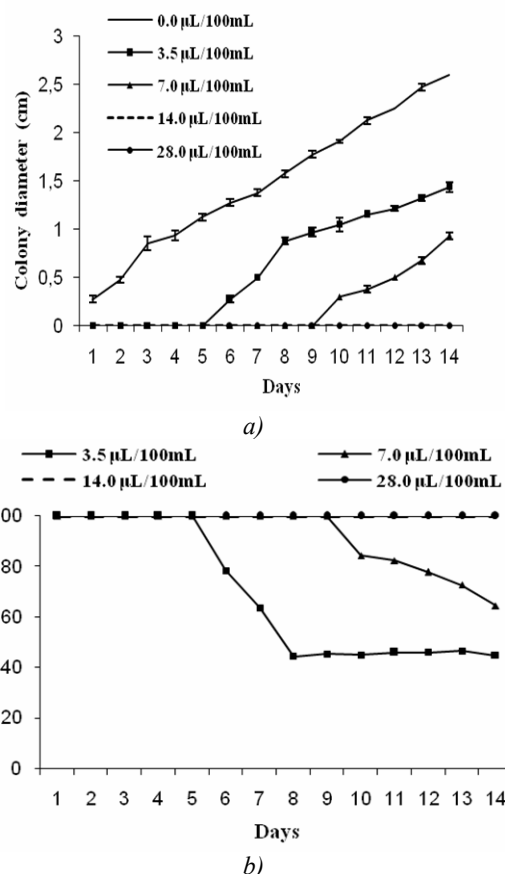 0.0 µL/100mL
3.5 µL/100mL
7.0 µL/100mL
14.0 µL/100mL
28.0 µL/100mL
Colony diameter (cm)
3
2,5
2
1,5
1
0,5
0
1 2 3 4 5 6 7 8 9 10 11 12 13 14
Days
a)
3.5 µL/100mL 7.0 µL/100mL
14.0 µL/100mL 28.0 µL/100mL
00
80
60
40
20
0
1 2 3 4 5 6 7 8 9 10 11 12 13 14
Days
b)